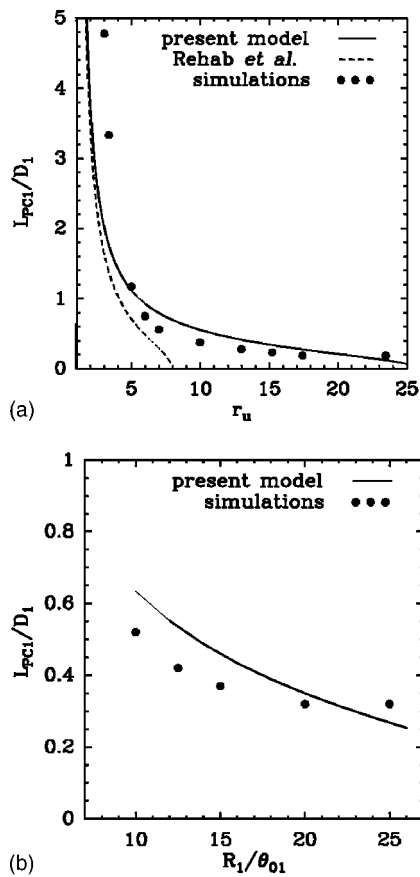 present model
Rehab et al.
simulations
L_PC1/D_1
5
4
3
2
1
0
5 10 15 20 25
r_u
(a)
present model
simulations
L_PC1/D_1
1
0.8
0.6
0.4
0.2
0
10 15 20 25
R_1/θ_01
(b)